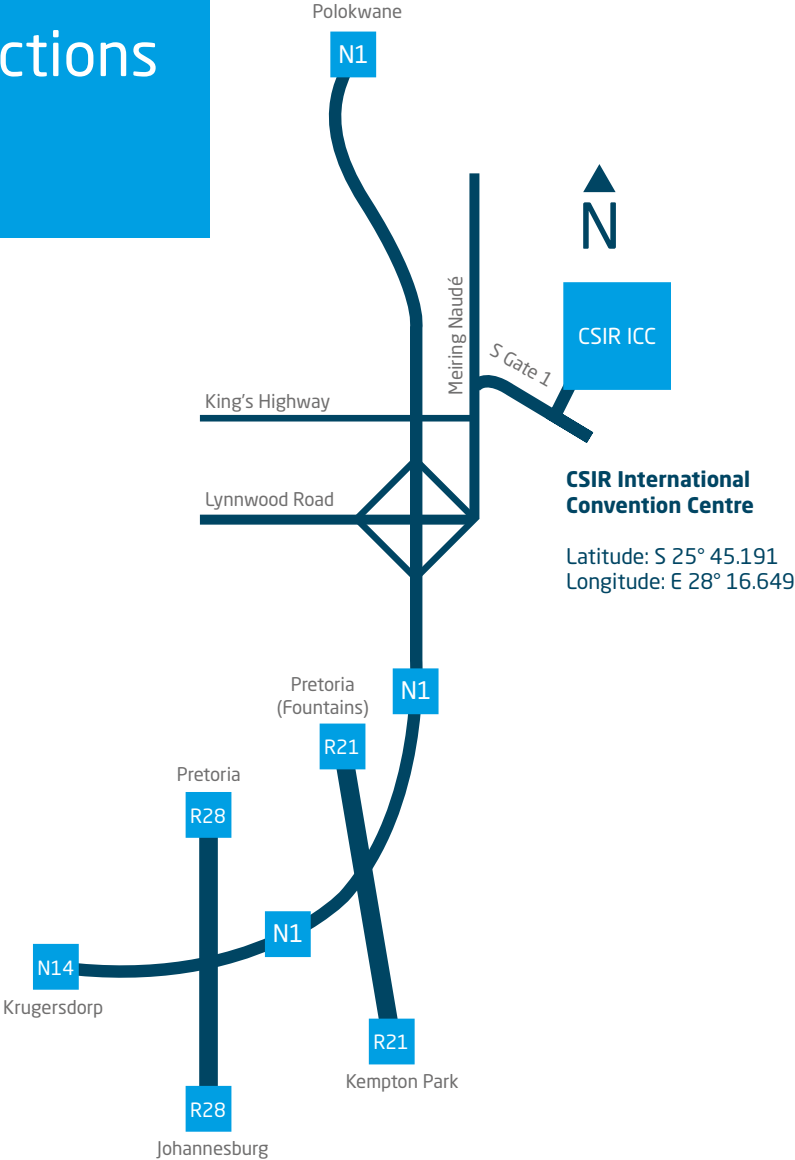 Polokwane
ctions
N1
N
Meiring Naudé
CSIR ICC
S Gate 1
King's Highway
CSIR International
Convention Centre
Lynnwood Road
Latitude: S 25° 45.191
Longitude: E 28° 16.649
Pretoria
(Fountains)
N1
R21
Pretoria
R28
N1
N14
Krugersdorp
R21
Kempton Park
R28
Johannesburg